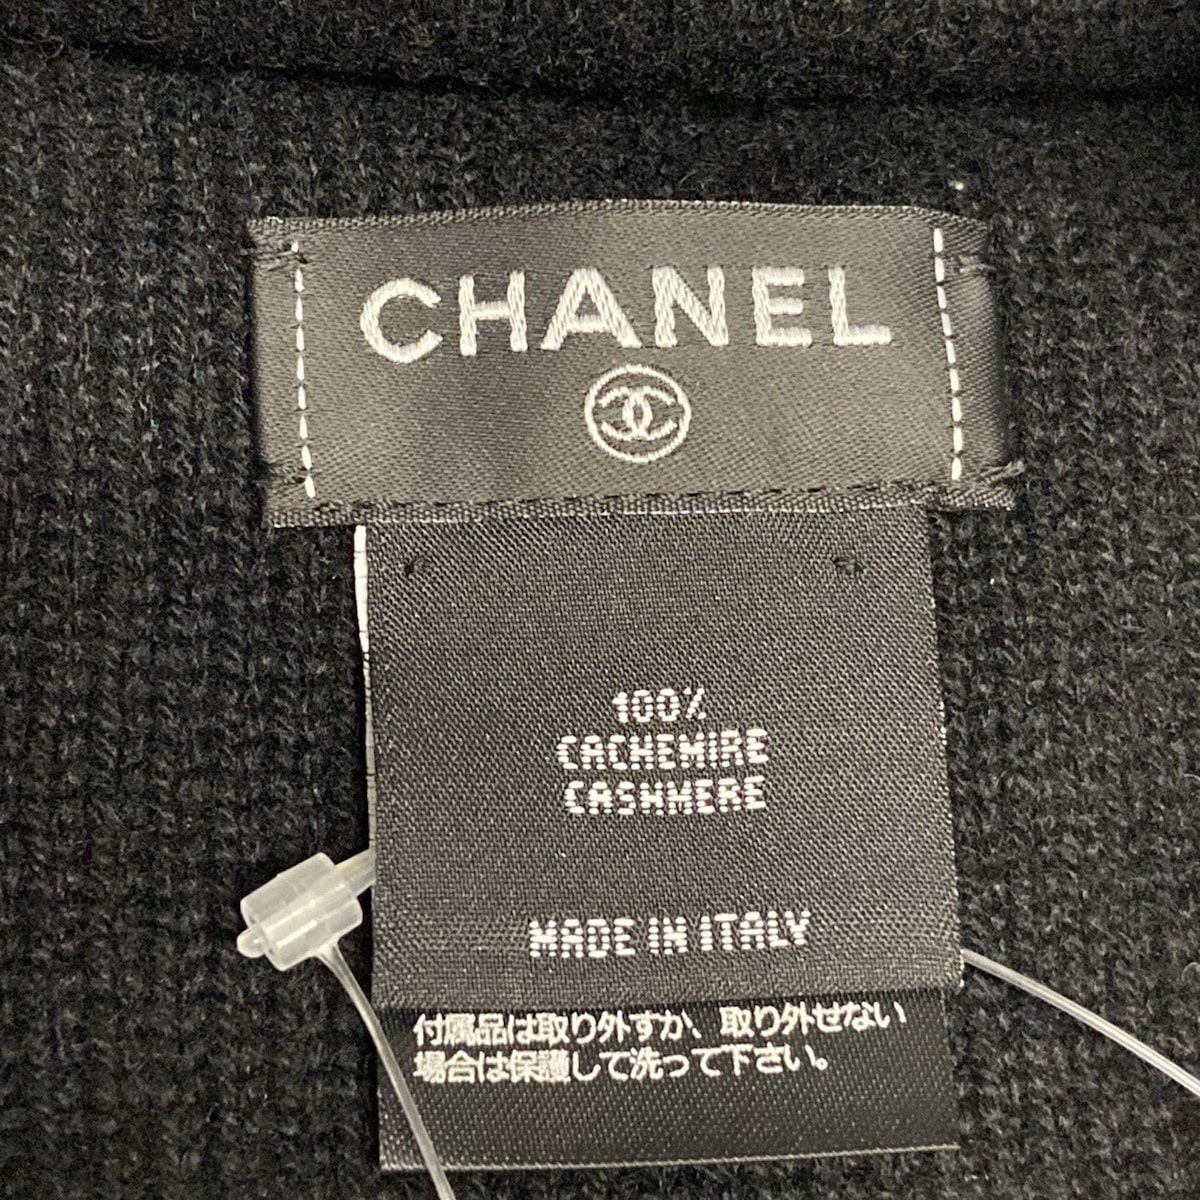 CHANEL
100%
CACHEMIRE
CASHMERE
MADE IN ITALY
付属品は取り外すか、取り外せない
場合は保護して洗って下さい。